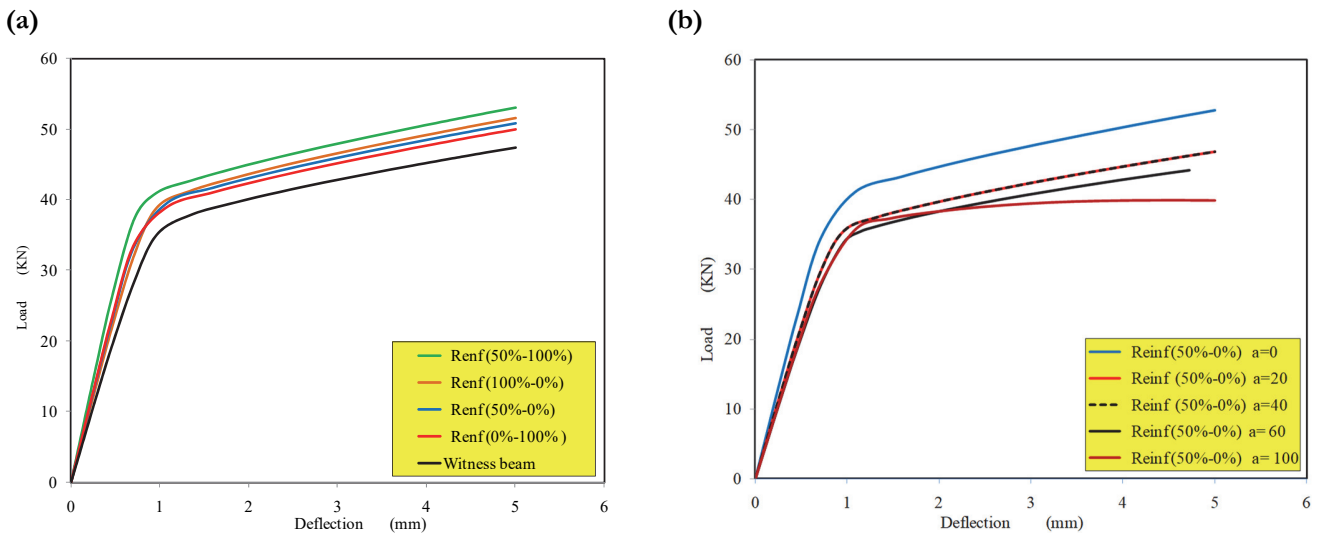 (a)
60
50
40
30
20
10
0
Load (KN)
0 1 2 3 4 5 6
Deflection (mm)
Renf(50%-100%)
Renf(100%-0%)
Renf(50%-0%)
Renf(0%-100%)
Witness beam
(b)
60
50
40
30
20
10
0
Load (KN)
0 1 2 3 4 5 6
Deflection (mm)
Reinf(50%-0%) a=0
Reinf (50%-0%) a=20
Reinf (50%-0%) a=40
Reinf(50%-0%) a= 60
Reinf(50%-0%) a= 100